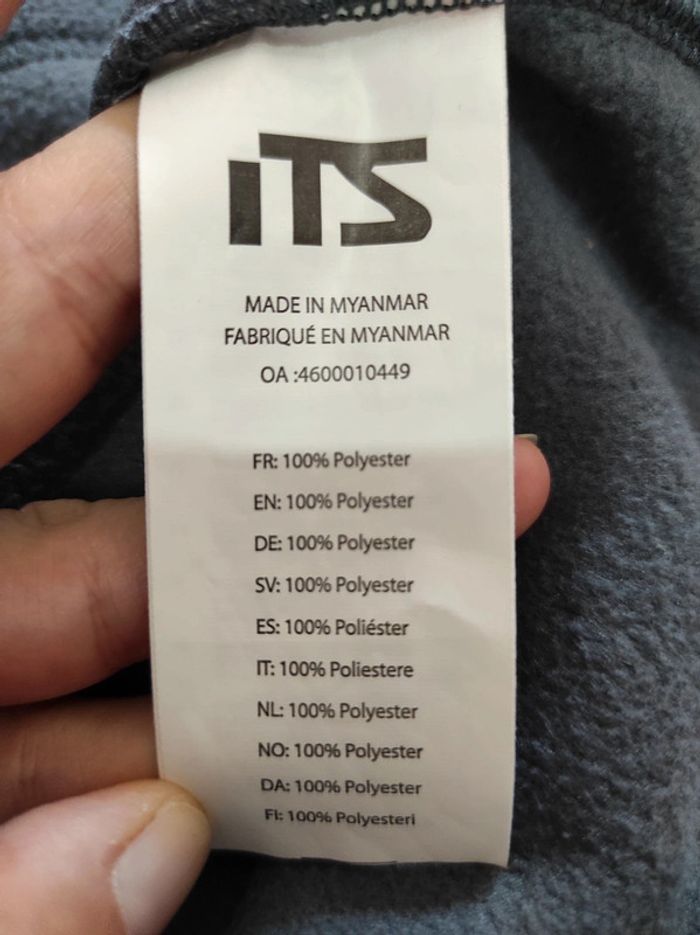 ITS
MADE IN MYANMAR
FABRIQUÉ EN MYANMAR
OA :4600010449
FR: 100% Polyester
EN: 100% Polyester
DE: 100% Polyester
SV: 100% Polyester
ES: 100% Poliéster
IT: 100% Poliestere
NL: 100% Polyester
NO: 100% Polyester
DA: 100% Polyester
FI: 100% Polyesteri